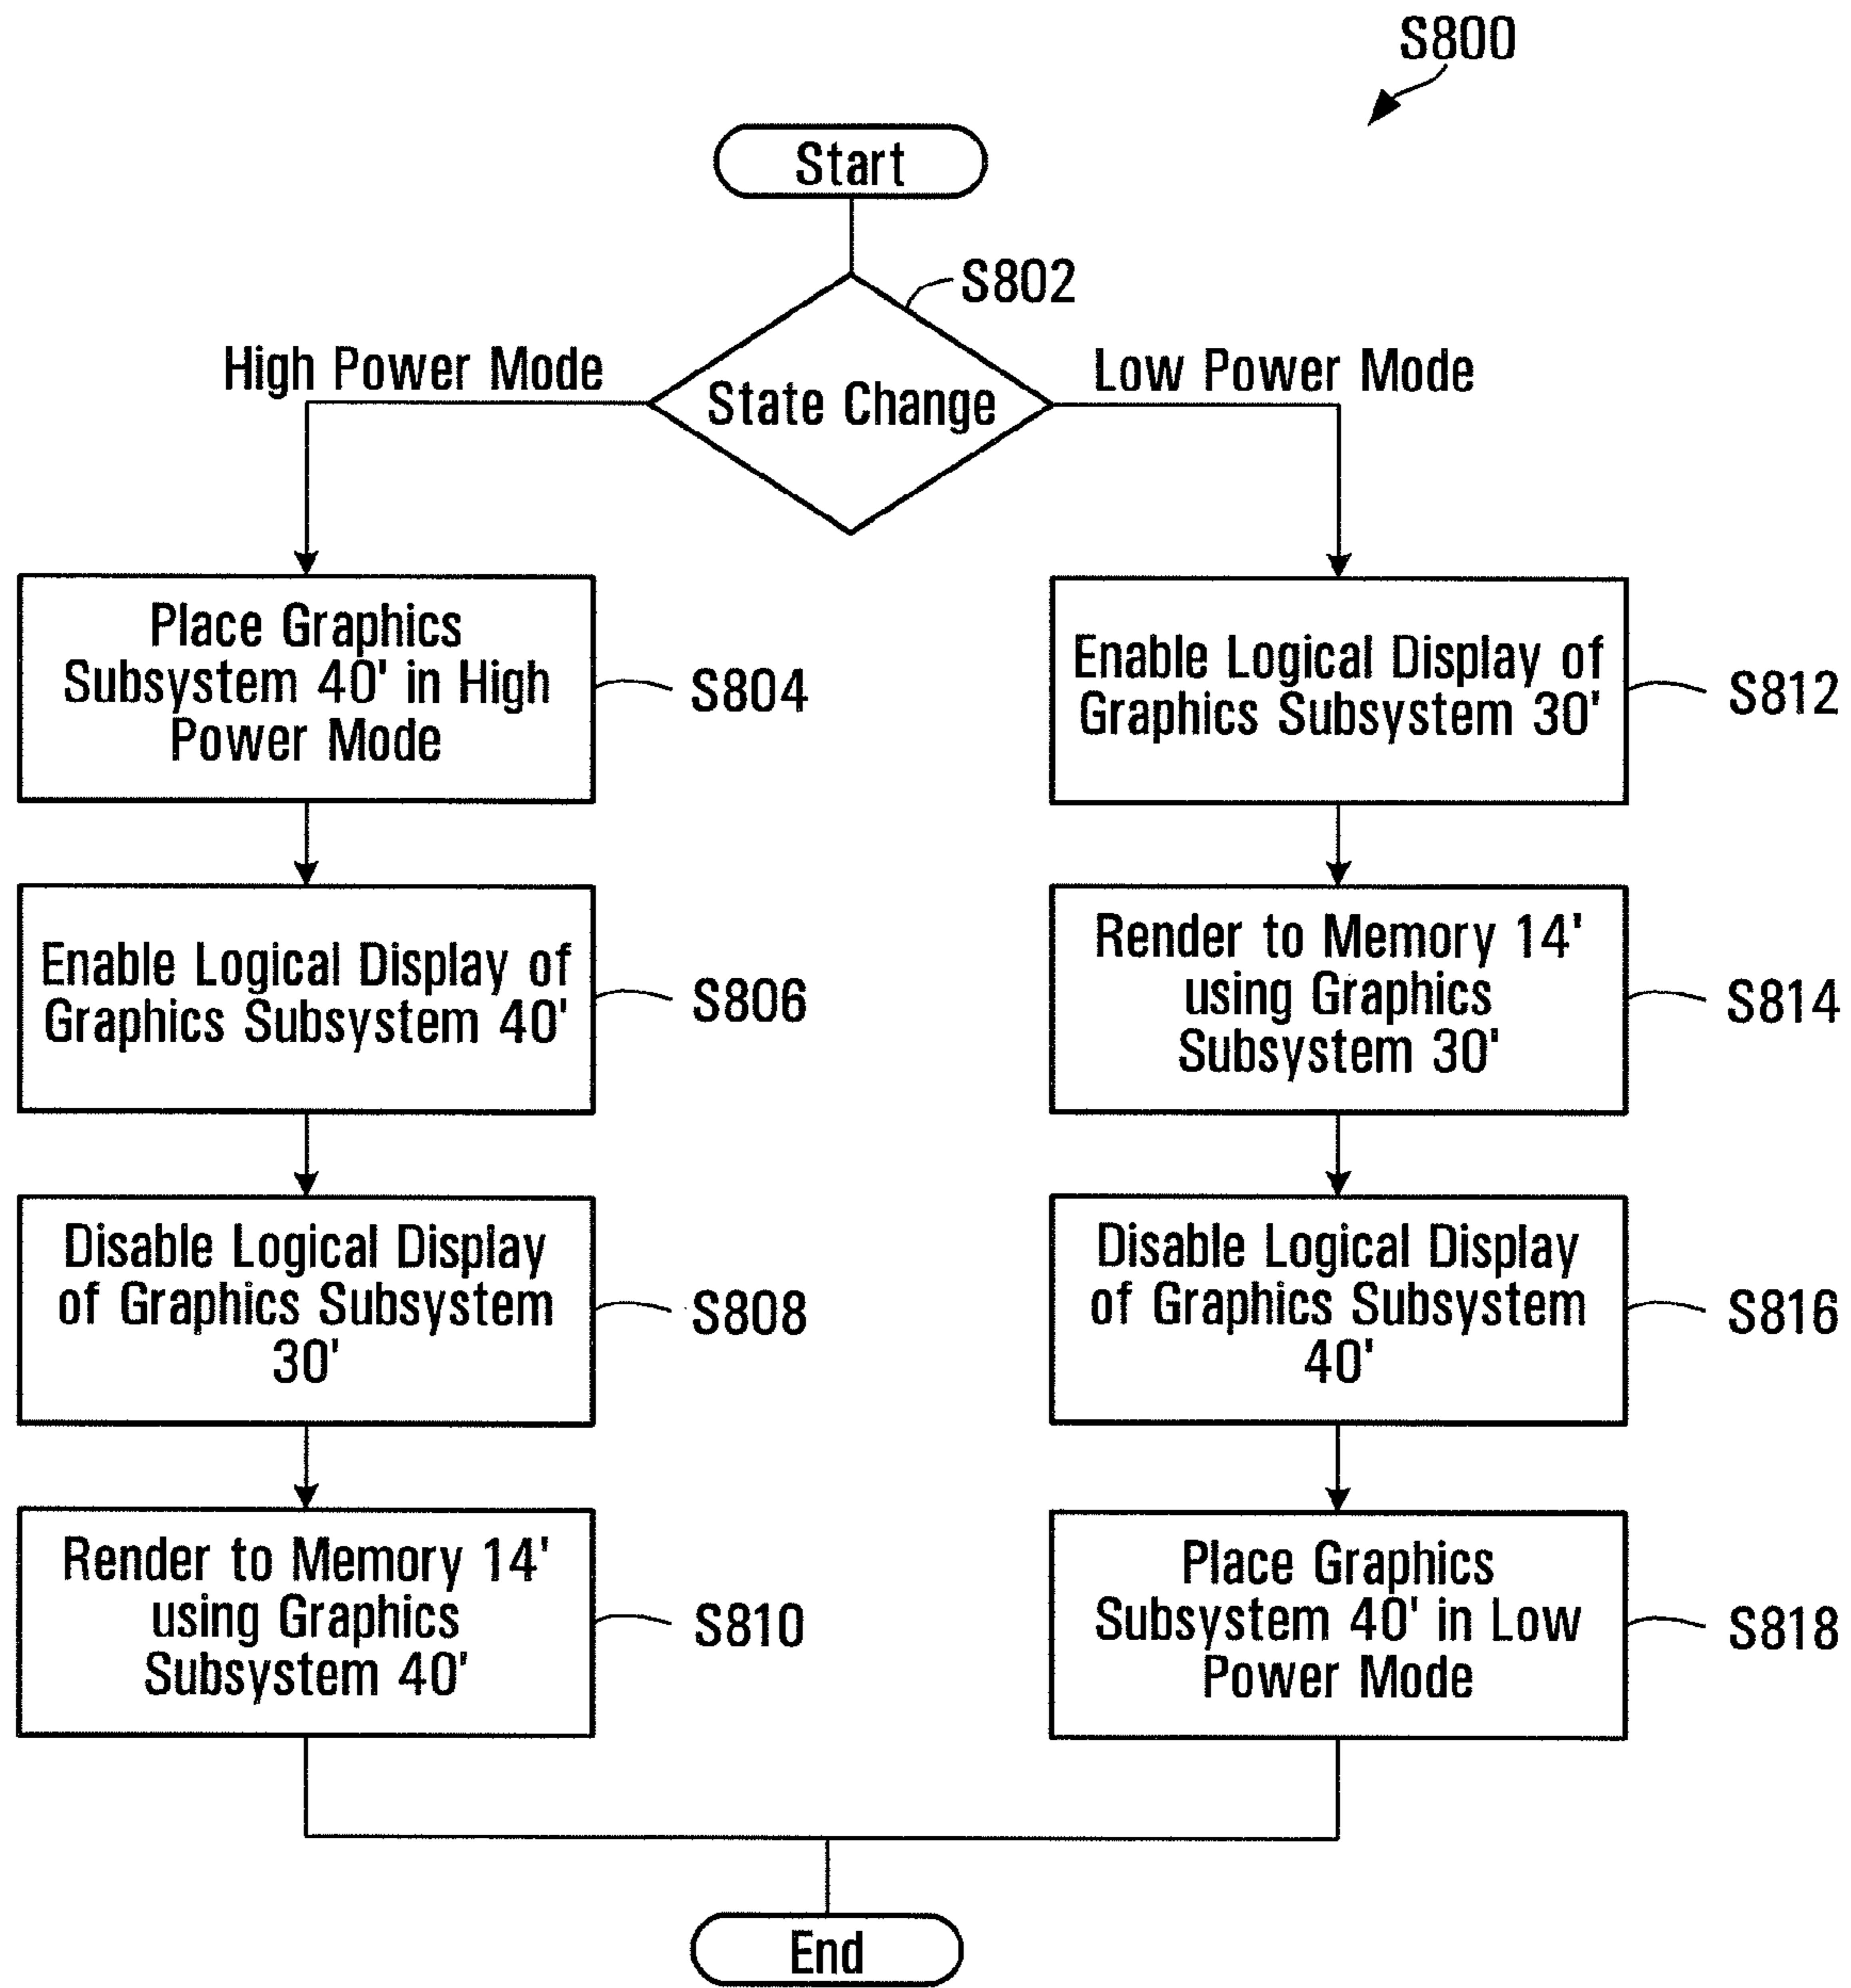 S800
Start
S802
High Power Mode
Low Power Mode
State Change
Place Graphics
Subsystem 40' in High
Power Mode
S804
Enable Logical Display of
Graphics Subsystem 40'
S806
Disable Logical Display
of Graphics Subsystem
30'
S808
Render to Memory 14'
using Graphics
Subsystem 40'
S810
Enable Logical Display of
Graphics Subsystem 30'
S812
Render to Memory 14'
using Graphics
Subsystem 30'
S814
Disable Logical Display
of Graphics Subsystem
40'
S816
Place Graphics
Subsystem 40' in Low
Power Mode
S818
End